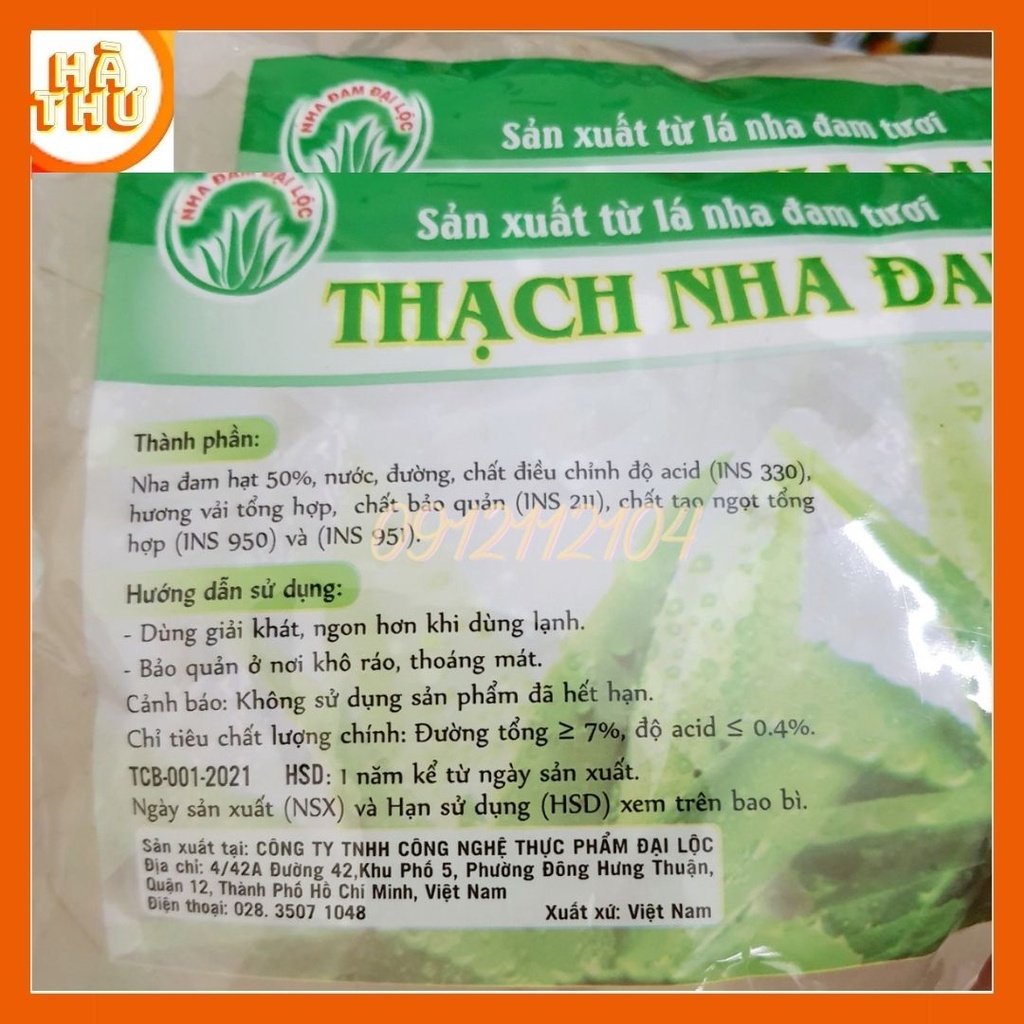 HÀ
THƯ
NHA ĐAM ĐẠI LỘC
Sản xuất từ lá nha đam tươi
NHA ĐAM ĐẠI LỘC
Sản xuất từ lá nha đam tươi
THẠCH NHA ĐA
Thành phần:
Nha đam hạt 50%, nước, đường, chất điều chỉnh độ acid (INS 330),
hương vải tổng hợp, chất bảo quản (INS 211), chất tạo ngọt tổng
hợp (INS 950) và (INS 951).
0912112104
Hướng dẫn sử dụng:
- Dùng giải khát, ngon hơn khi dùng lạnh.
- Bảo quản ở nơi khô ráo, thoáng mát.
Cảnh báo: Không sử dụng sản phẩm đã hết hạn.
Chỉ tiêu chất lượng chính: Đường tổng ≥ 7%, độ acid ≤ 0.4%.
TCB-001-2021 HSD: 1 năm kể từ ngày sản xuất.
Ngày sản xuất (NSX) và Hạn sử dụng (HSD) xem trên bao bì.
Sản xuất tại: CÔNG TY TNHH CÔNG NGHỆ THỰC PHẨM ĐẠI LỘC
Địa chỉ: 4/42A Đường 42,Khu Phố 5, Phường Đông Hưng Thuận,
Quận 12, Thành Phố Hồ Chí Minh, Việt Nam
Điện thoại: 028. 3507 1048 Xuất xứ: Việt Nam